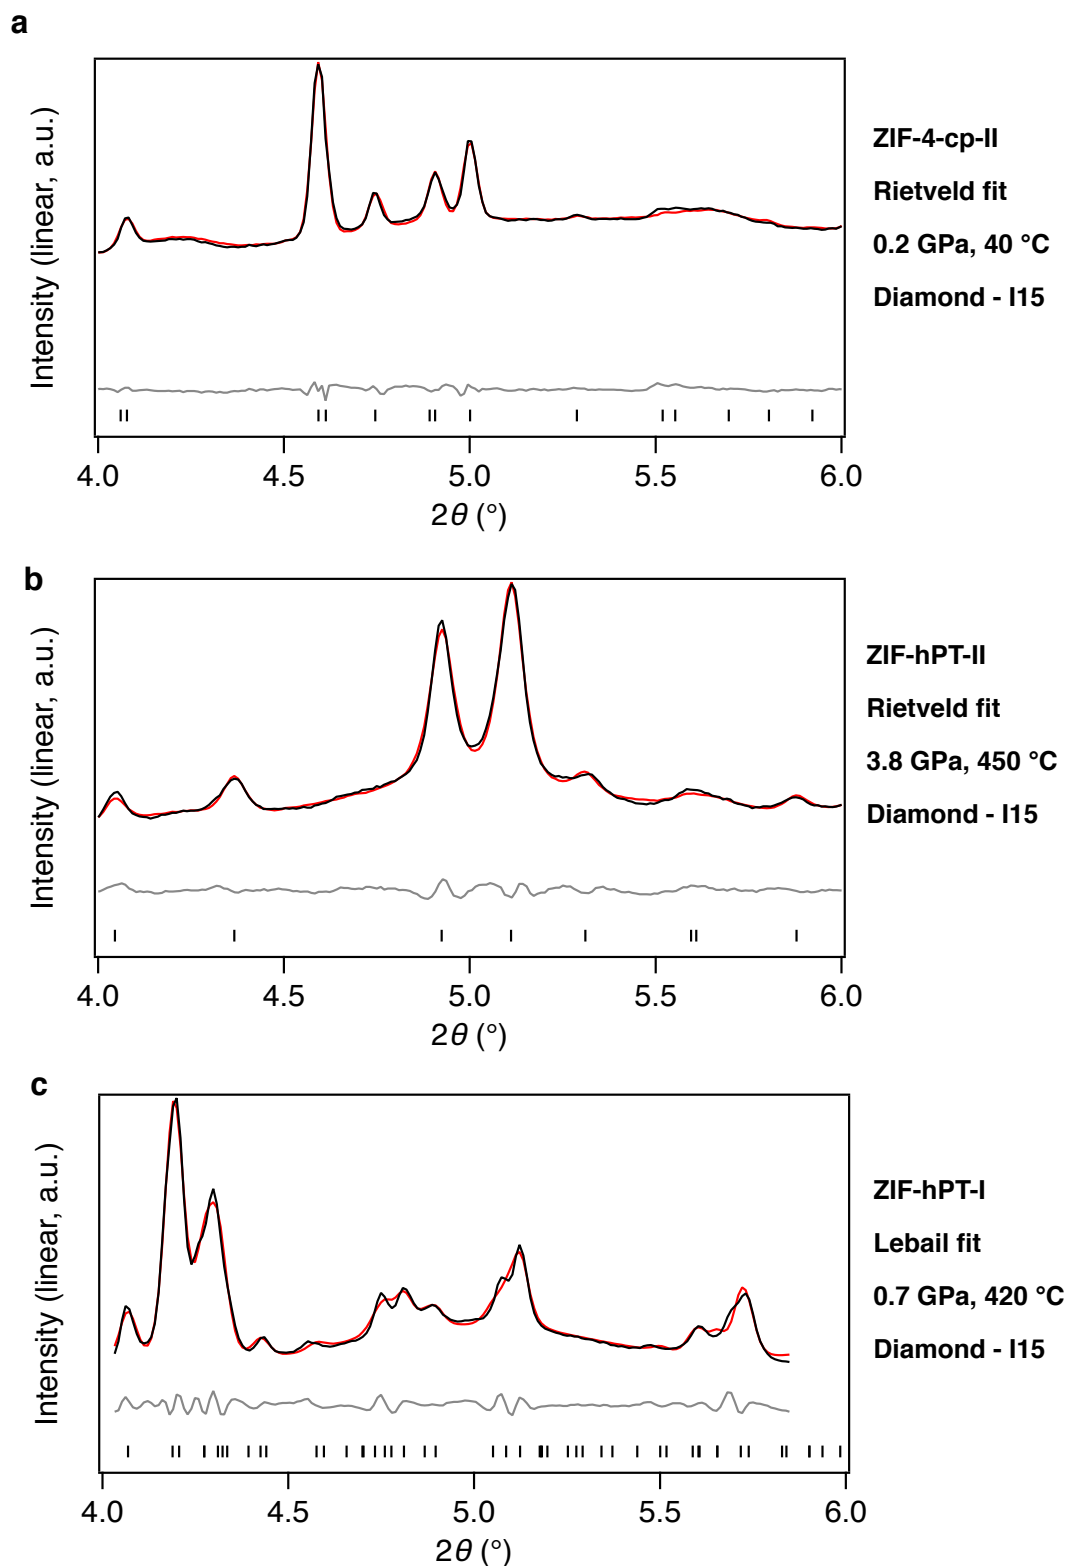 a
Intensity (linear, a.u.)
ZIF-4-cp-II
Rietveld fit
0.2 GPa, 40 °C
Diamond - I15
4.0 4.5 5.0 5.5 6.0
2θ (°)
b
Intensity (linear, a.u.)
ZIF-hPT-II
Rietveld fit
3.8 GPa, 450 °C
Diamond - I15
4.0 4.5 5.0 5.5 6.0
2θ (°)
c
Intensity (linear, a.u.)
ZIF-hPT-I
Lebail fit
0.7 GPa, 420 °C
Diamond - I15
4.0 4.5 5.0 5.5 6.0
2θ (°)